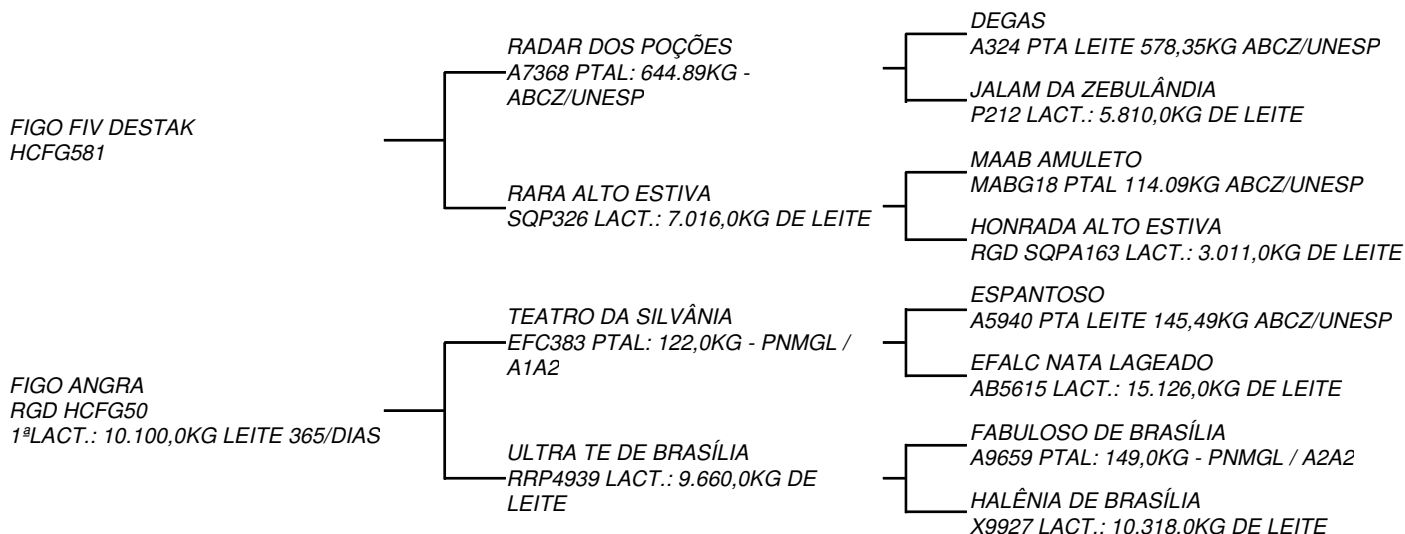 FIGO FIV DESTAK
HCFG581
RADAR DOS POÇÕES
A7368 PTAL: 644.89KG -
ABCZ/UNESP
RARA ALTO ESTIVA
SQP326 LACT.: 7.016,0KG DE LEITE
DEGAS
A324 PTA LEITE 578,35KG ABCZ/UNESP
JALAM DA ZEBULÂNDIA
P212 LACT.: 5.810,0KG DE LEITE
MAAB AMULETO
MABG18 PTAL 114.09KG ABCZ/UNESP
HONRADA ALTO ESTIVA
RGD SQPA163 LACT.: 3.011,0KG DE LEITE
FIGO ANGRA
RGD HCFG50
1ªLACT.: 10.100,0KG LEITE 365/DIAS
TEATRO DA SILVÂNIA
EFC383 PTAL: 122,0KG - PNMGL /
A1A2
ULTRA TE DE BRASÍLIA
RRP4939 LACT.: 9.660,0KG DE
LEITE
ESPANTOSO
A5940 PTA LEITE 145,49KG ABCZ/UNESP
EFALC NATA LAGEADO
AB5615 LACT.: 15.126,0KG DE LEITE
FABULOSO DE BRASÍLIA
A9659 PTAL: 149,0KG - PNMGL / A2A2
HALÊNIA DE BRASÍLIA
X9927 LACT.: 10.318,0KG DE LEITE